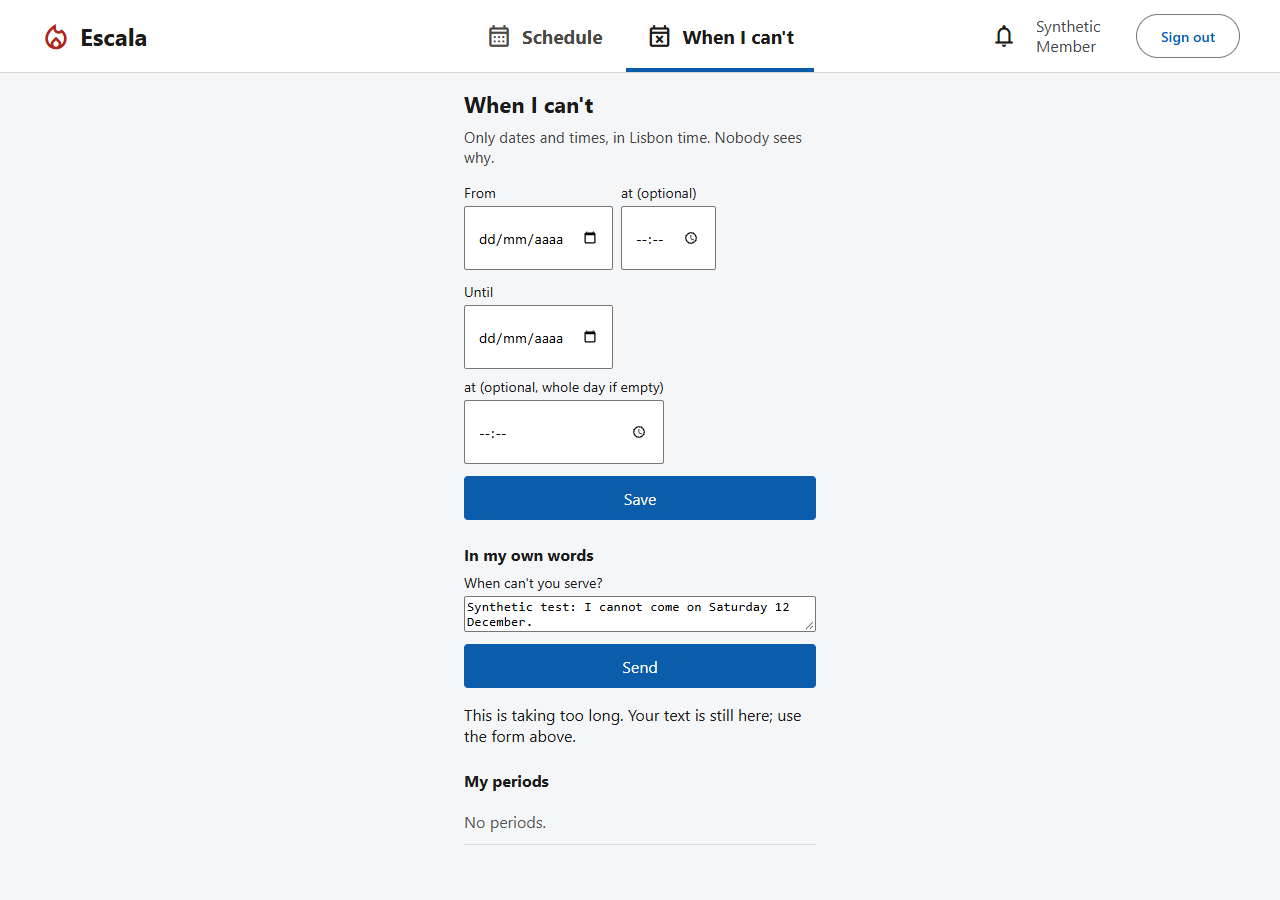 Escala
Schedule
When I can't
Synthetic
Member
Sign out
When I can't
Only dates and times, in Lisbon time. Nobody sees
why.
From
at (optional)
dd/mm/aaaa
--:--
Until
dd/mm/aaaa
at (optional, whole day if empty)
--:--
Save
In my own words
When can't you serve?
Synthetic test: I cannot come on Saturday 12
December.
Send
This is taking too long. Your text is still here; use
the form above.
My periods
No periods.